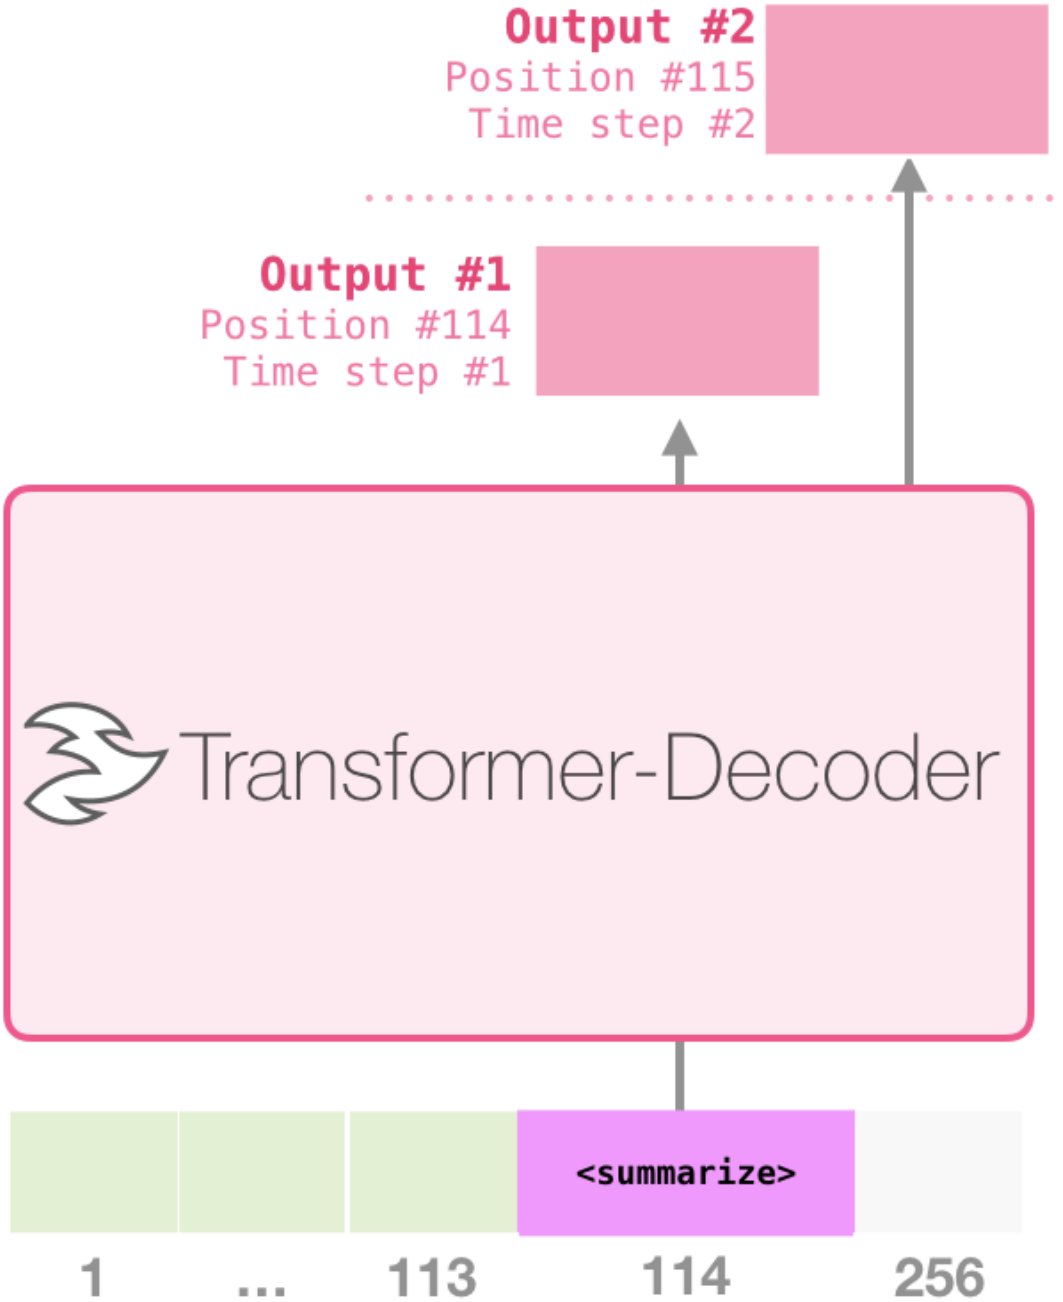 Output #2
Position #115
Time step #2
Output #1
Position #114
Time step #1
Transformer-Decoder
<summarize>
1 ... 113 114 256